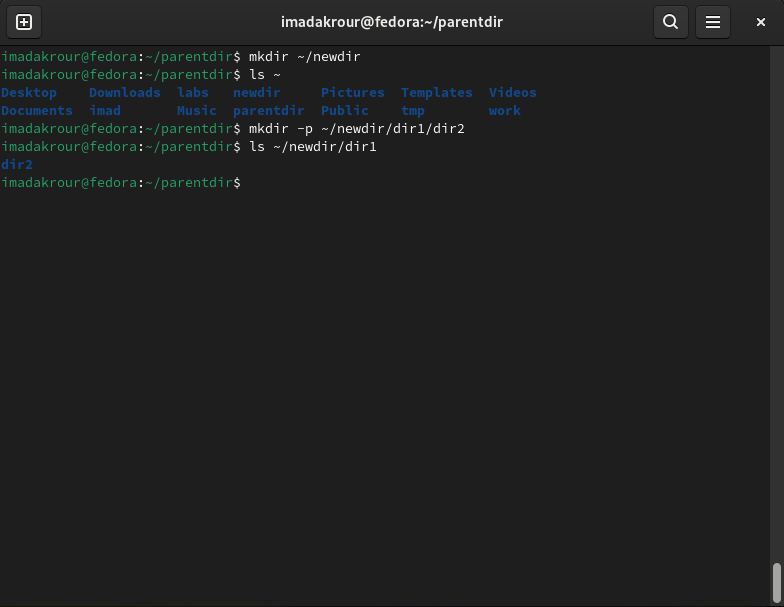 imadakrour@fedora:~/parentdir
imadakrour@fedora:~/parentdir$ mkdir ~/newdir
imadakrour@fedora:~/parentdir$ ls ~
Desktop    Downloads  labs   newdir     Pictures  Templates  Videos
Documents  imad       Music  parentdir  Public    tmp        work
imadakrour@fedora:~/parentdir$ mkdir -p ~/newdir/dir1/dir2
imadakrour@fedora:~/parentdir$ ls ~/newdir/dir1
dir2
imadakrour@fedora:~/parentdir$